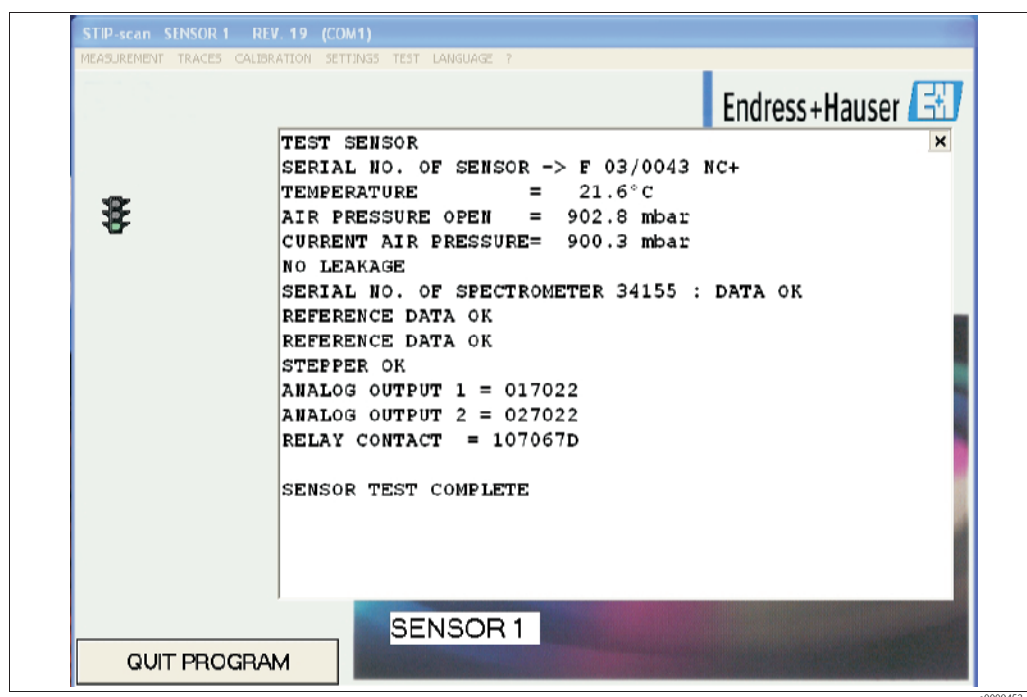 STIP-scan SENSOR 1 REV. 19 (COM1)
MEASUREMENT TRACES CALIBRATION SETTINGS TEST LANGUAGE ?
Endress+Hauser EH
TEST SENSOR
SERIAL NO. OF SENSOR -> F 03/0043 NC+
TEMPERATURE = 21.6°C
AIR PRESSURE OPEN = 902.8 mbar
CURRENT AIR PRESSURE= 900.3 mbar
NO LEAKAGE
SERIAL NO. OF SPECTROMETER 34155 : DATA OK
REFERENCE DATA OK
REFERENCE DATA OK
STEPPER OK
ANALOG OUTPUT 1 = 017022
ANALOG OUTPUT 2 = 027022
RELAY CONTACT = 107067D
SENSOR TEST COMPLETE
SENSOR 1
QUIT PROGRAM